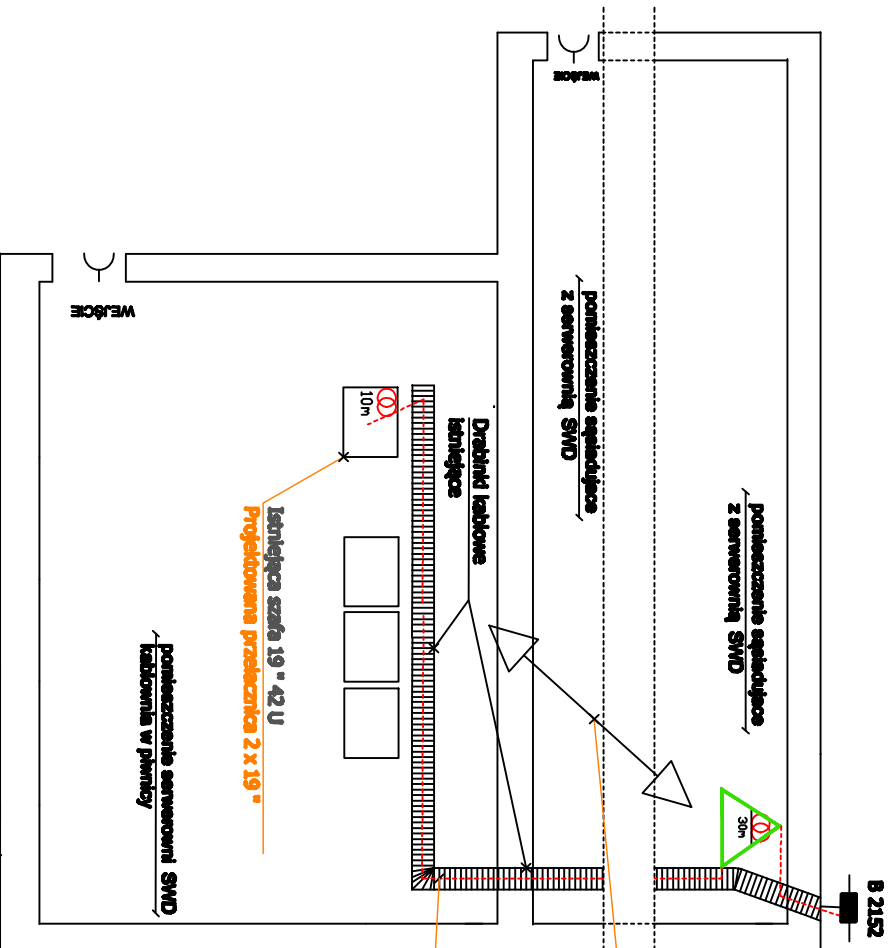 B 2152
WEJŚCIE
pomieszczenie sąsiadujące
z serwerownią SWD
pomieszczenie sąsiadujące
z serwerownią SWD
30m
WEJŚCIE
Drabinki kablowe
istniejące
10m
Istniejąca szafa 19 " 42 U
Projektowana przełącznica 2 x 19 "
pomieszczenie serwerowni SWD
kablownia w piwnicy